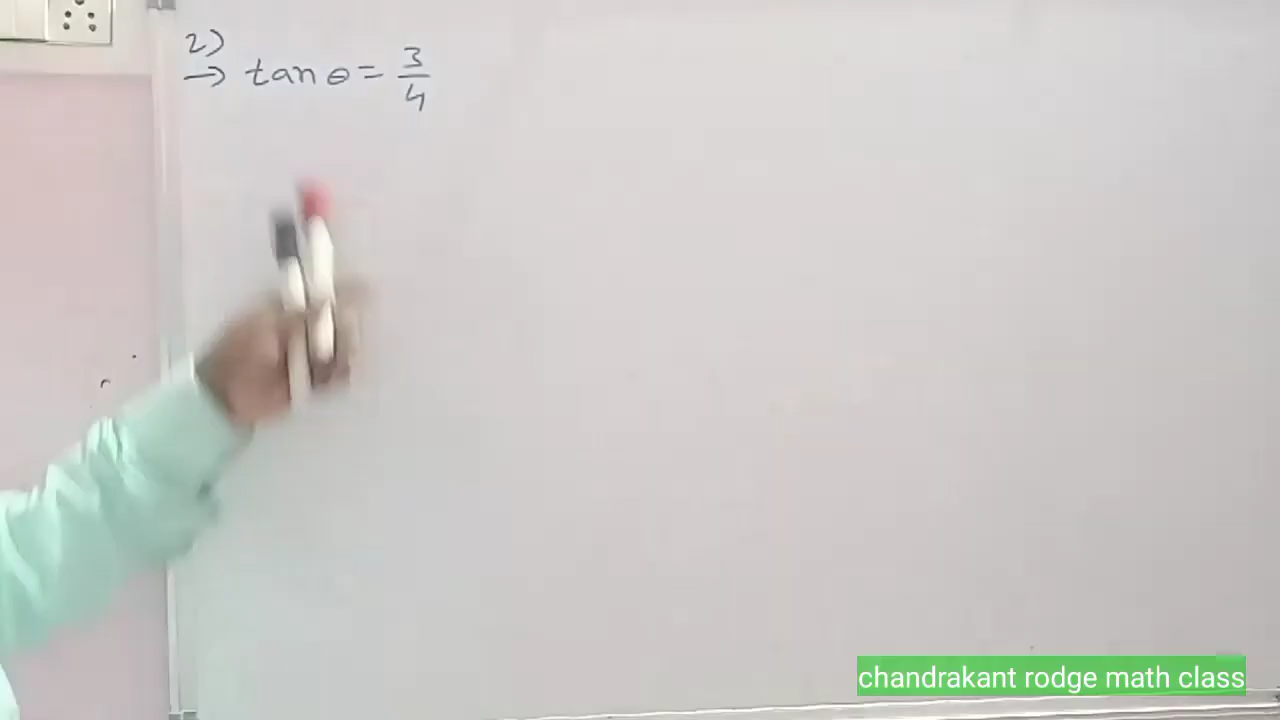 2)
→ tan θ = 3/4
chandrakant rodge math class